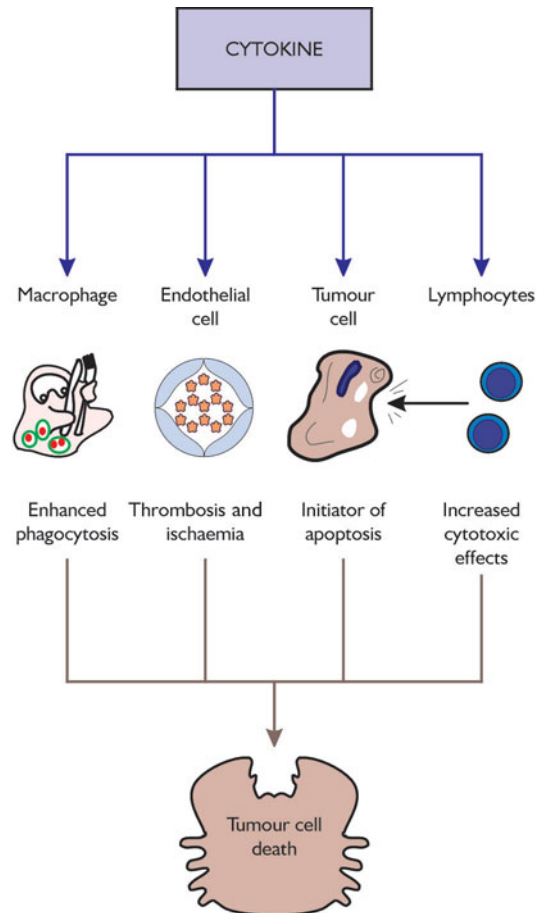 CYTOKINE
Macrophage
Endothelial
cell
Tumour
cell
Lymphocytes
Enhanced
phagocytosis
Thrombosis and
ischaemia
Initiator of
apoptosis
Increased
cytotoxic
effects
Tumour cell
death